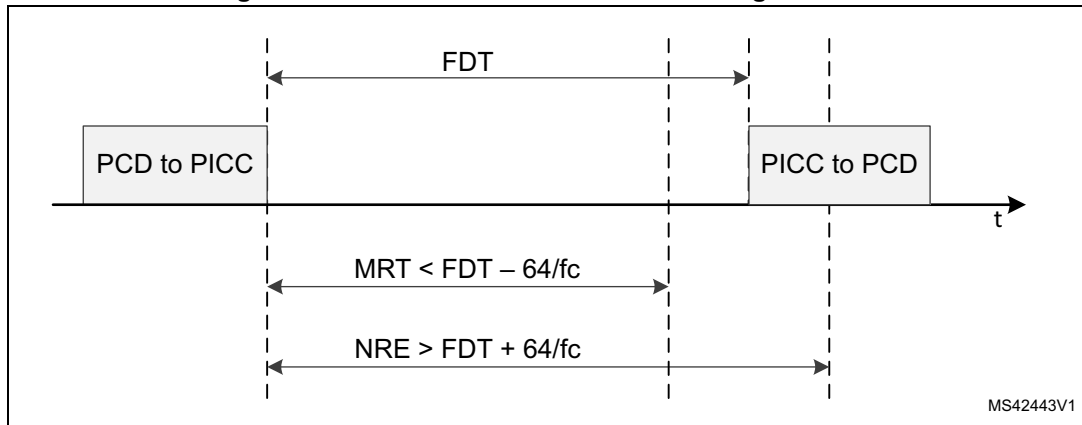 FDT
PCD to PICC
PICC to PCD
t
MRT < FDT – 64/fc
NRE > FDT + 64/fc
MS42443V1